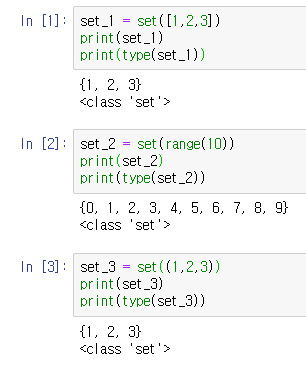 In [1]: set_1 = set([1,2,3])
print(set_1)
print(type(set_1))
{1, 2, 3}
<class 'set'>
In [2]: set_2 = set(range(10))
print(set_2)
print(type(set_2))
{0, 1, 2, 3, 4, 5, 6, 7, 8, 9}
<class 'set'>
In [3]: set_3 = set((1,2,3))
print(set_3)
print(type(set_3))
{1, 2, 3}
<class 'set'>